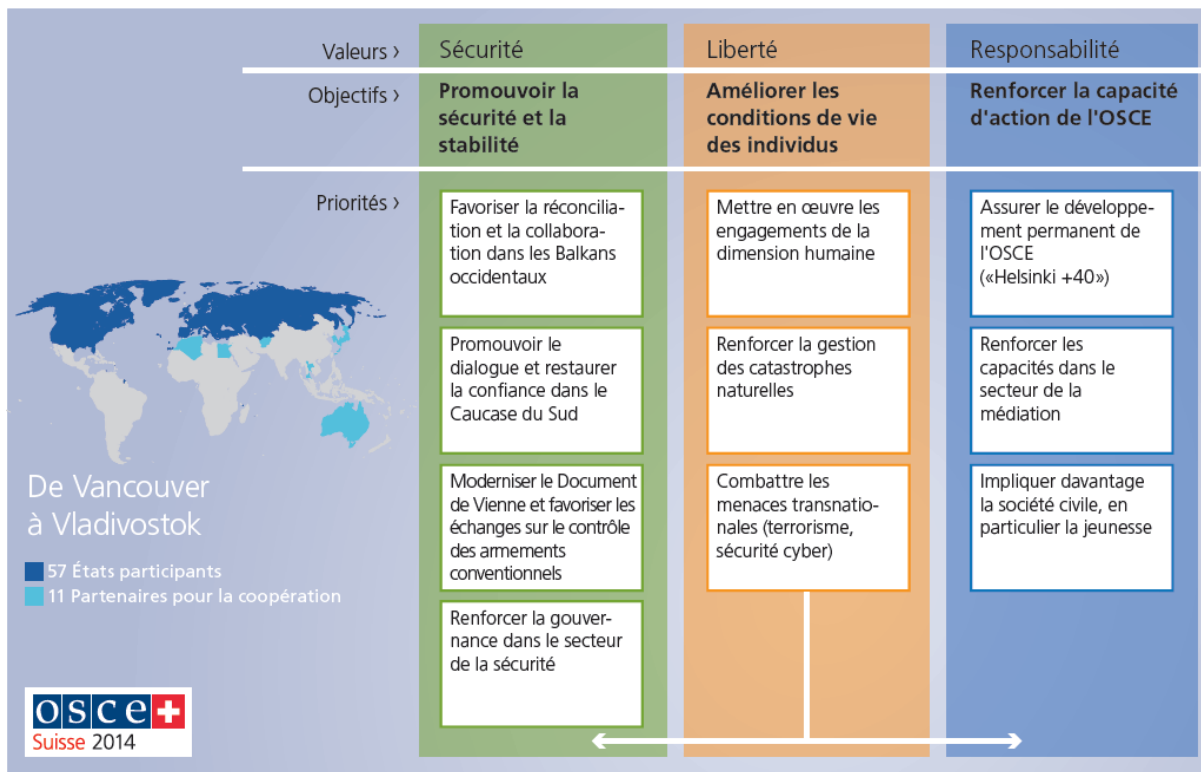 Valeurs ›
Sécurité
Liberté
Responsabilité
Objectifs ›
Promouvoir la
sécurité et la
stabilité
Améliorer les
conditions de vie
des individus
Renforcer la capacité
d'action de l'OSCE
Priorités ›
Favoriser la réconcilia-
tion et la collabora-
tion dans les Balkans
occidentaux
Promouvoir le
dialogue et restaurer
la confiance dans le
Caucase du Sud
Moderniser le Document
de Vienne et favoriser les
échanges sur le contrôle
des armements
conventionnels
Renforcer la gouver-
nance dans le secteur
de la sécurité
Mettre en œuvre les
engagements de la
dimension humaine
Renforcer la gestion
des catastrophes
naturelles
Combattre les
menaces transnatio-
nales (terrorisme,
sécurité cyber)
Assurer le développe-
ment permanent de
l'OSCE
(«Helsinki +40»)
Renforcer les
capacités dans le
secteur de la
médiation
Impliquer davantage
la société civile, en
particulier la jeunesse
De Vancouver
à Vladivostok
57 États participants
11 Partenaires pour la coopération
osce
Suisse 2014